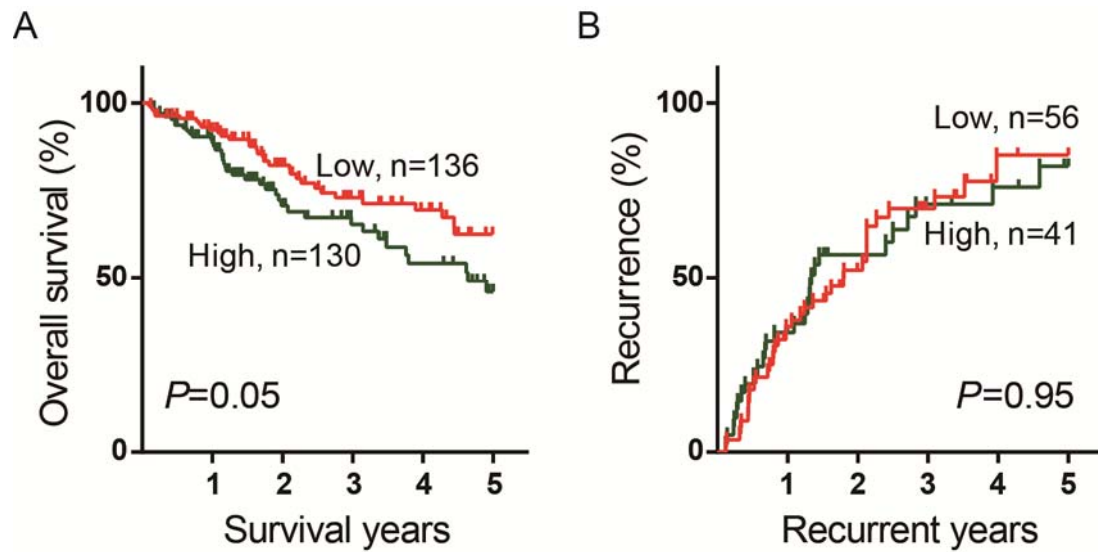 A
Overall survival (%)
100
50
0
Low, n=136
High, n=130
P=0.05
1 2 3 4 5
Survival years
B
Recurrence (%)
100
50
0
Low, n=56
High, n=41
P=0.95
1 2 3 4 5
Recurrent years